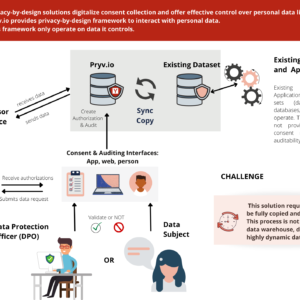 acy-by-design solutions digitalize consent collection and offer effective control over personal data li
v.io provides privacy-by-design framework to interact with personal data.
framework only operate on data it controls.
Pryv.io
Existing Dataset
Existing
and Ap
receives data
sends data
sor
ce
Create
Authorization
& Audit
Sync
Copy
Existing
Application
sets (da
databases,
operate. T
not provi
consent
auditability
Consent & Auditing Interfaces:
App, web, person
Receive authorizations
Submits data request
CHALLENGE
This solution requ
be fully copied and
This process is not
data warehouse, d
highly dynamic da
Validate or NOT
ata Protection
fficer (DPO)
Data
Subject
OR